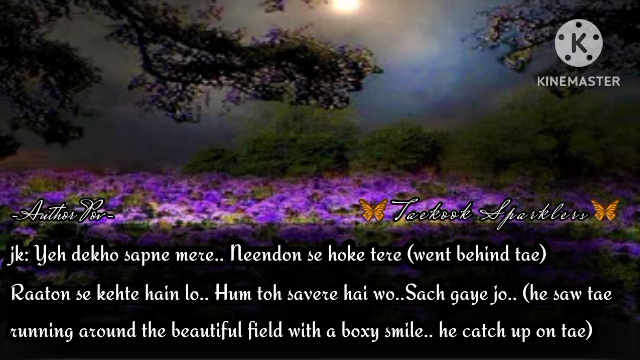 KINEMASTER
-Author Pov-
🦋Taekook Sparklers🦋
jk: Yeh dekho sapne mere.. Neendon se hoke tere (went behind tae)
Raaton se kehte hain lo.. Hum toh savere hai wo..Sach gaye jo.. (he saw tae
running around the beautiful field with a boxy smile.. he catch up on tae)